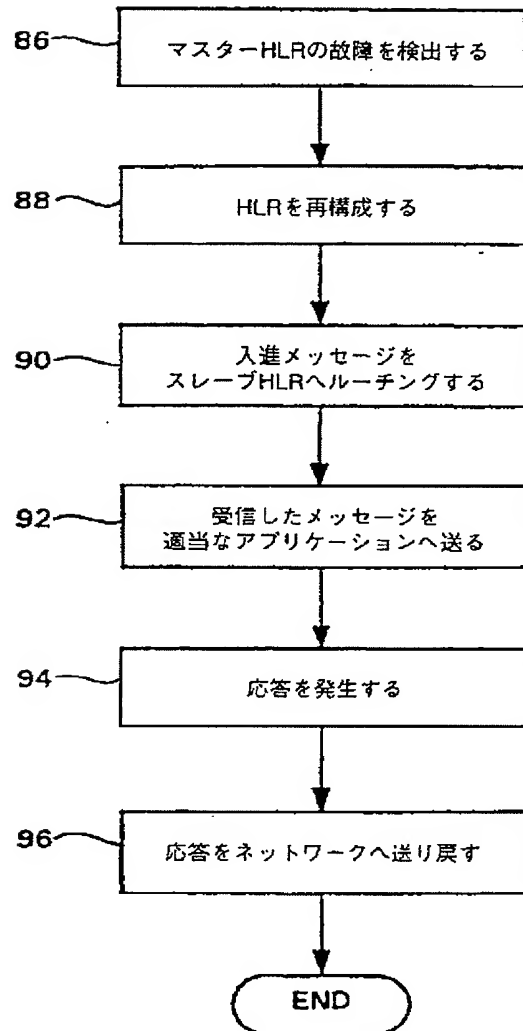 86
マスターHLRの故障を検出する
88
HLRを再構成する
90
入進メッセージを
スレーブHLRへルーチングする
92
受信したメッセージを
適当なアプリケーションへ送る
94
応答を発生する
96
応答をネットワークへ送り戻す
END